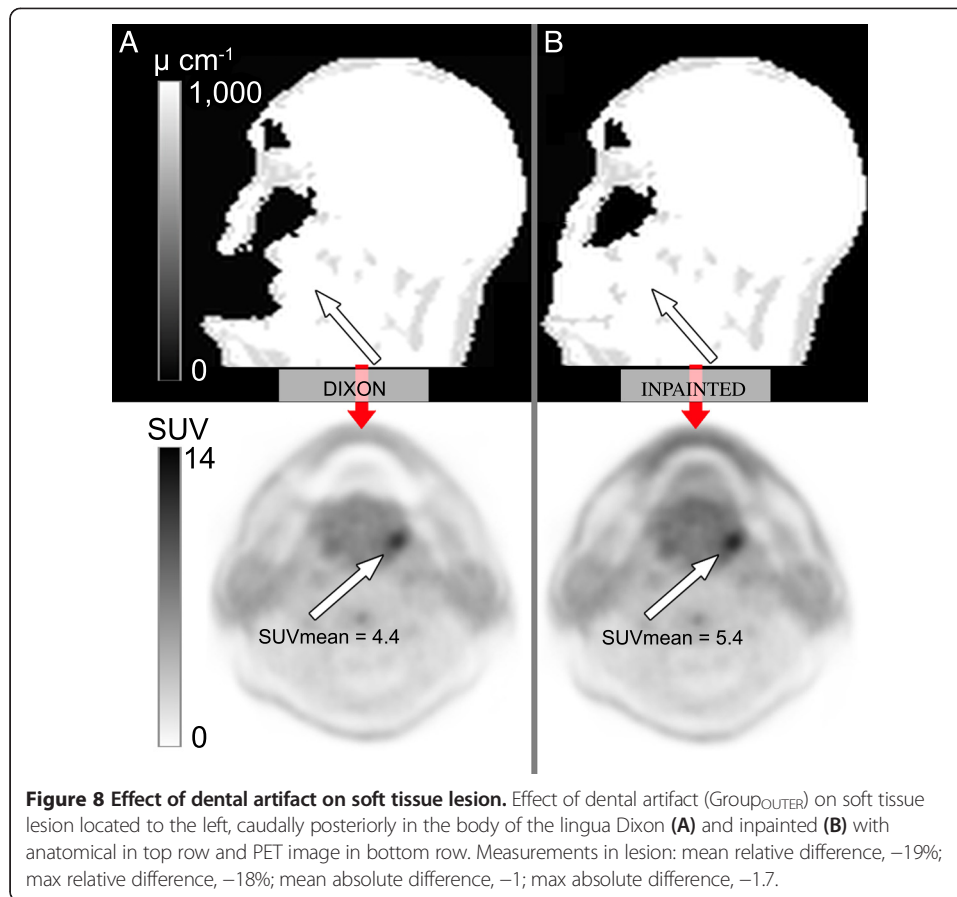 A
B
μ cm⁻¹
1,000
0
DIXON
INPAINTED
SUV
14
0
SUVmean = 4.4
SUVmean = 5.4
Figure 8 Effect of dental artifact on soft tissue lesion. Effect of dental artifact (Group_OUTER) on soft tissue
lesion located to the left, caudally posteriorly in the body of the lingua Dixon (A) and inpainted (B) with
anatomical in top row and PET image in bottom row. Measurements in lesion: mean relative difference, −19%;
max relative difference, −18%; mean absolute difference, −1; max absolute difference, −1.7.